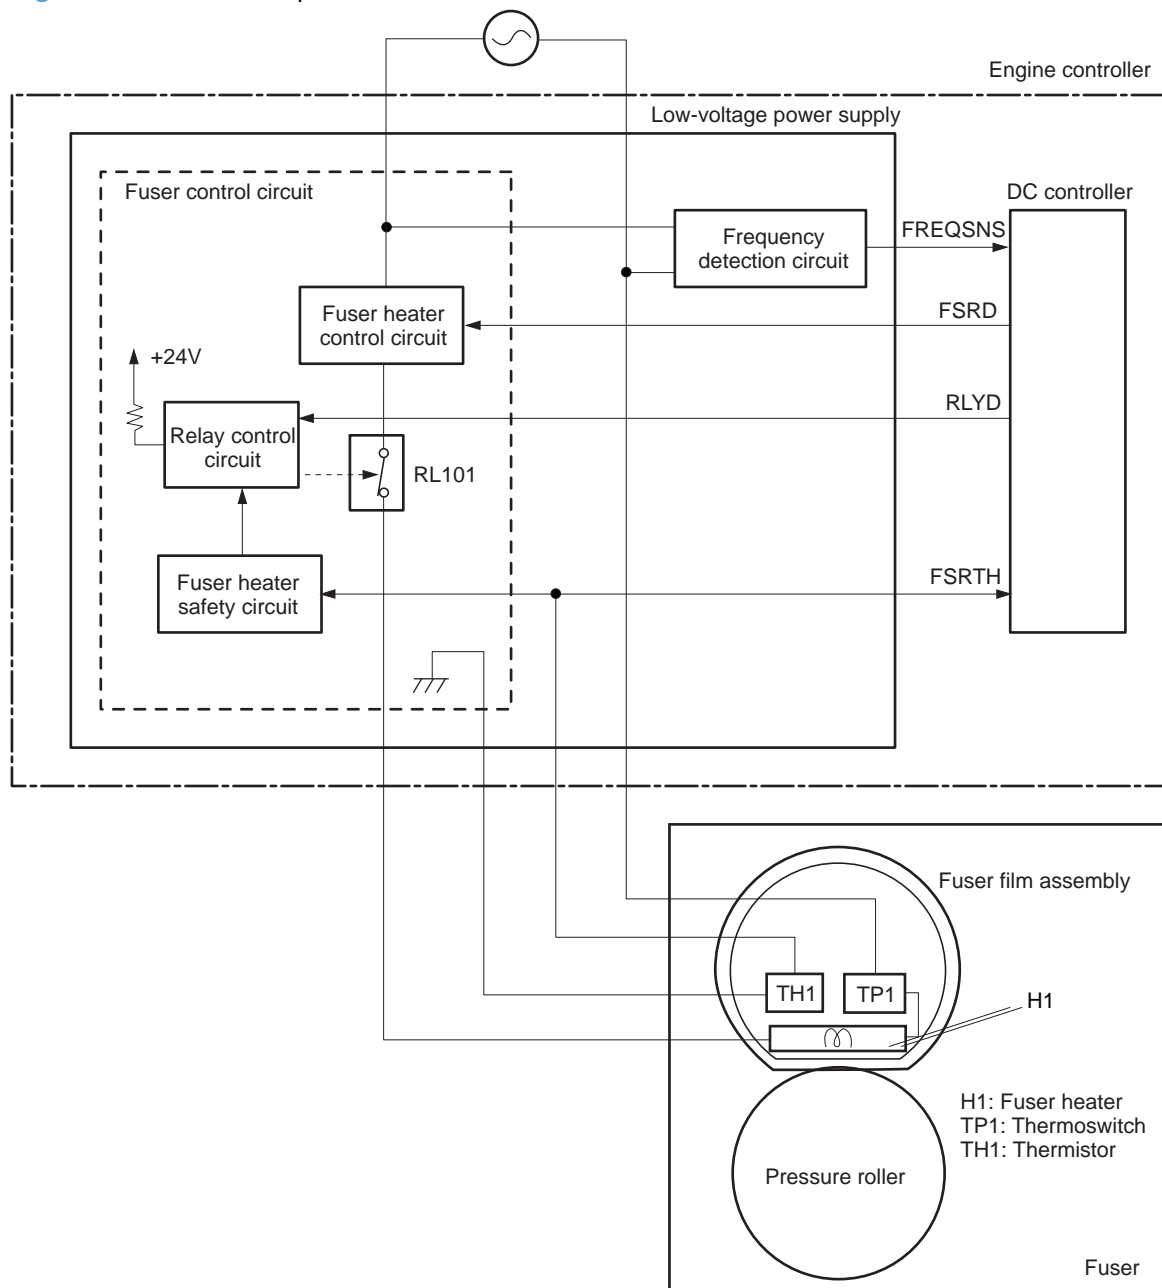 Engine controller
Low-voltage power supply
Fuser control circuit
DC controller
Frequency
detection circuit
FREQSNS
Fuser heater
control circuit
FSRD
+24V
RLYD
Relay control
circuit
RL101
Fuser heater
safety circuit
FSRTH
Fuser film assembly
TH1
TP1
H1
H1: Fuser heater
TP1: Thermoswitch
TH1: Thermistor
Pressure roller
Fuser